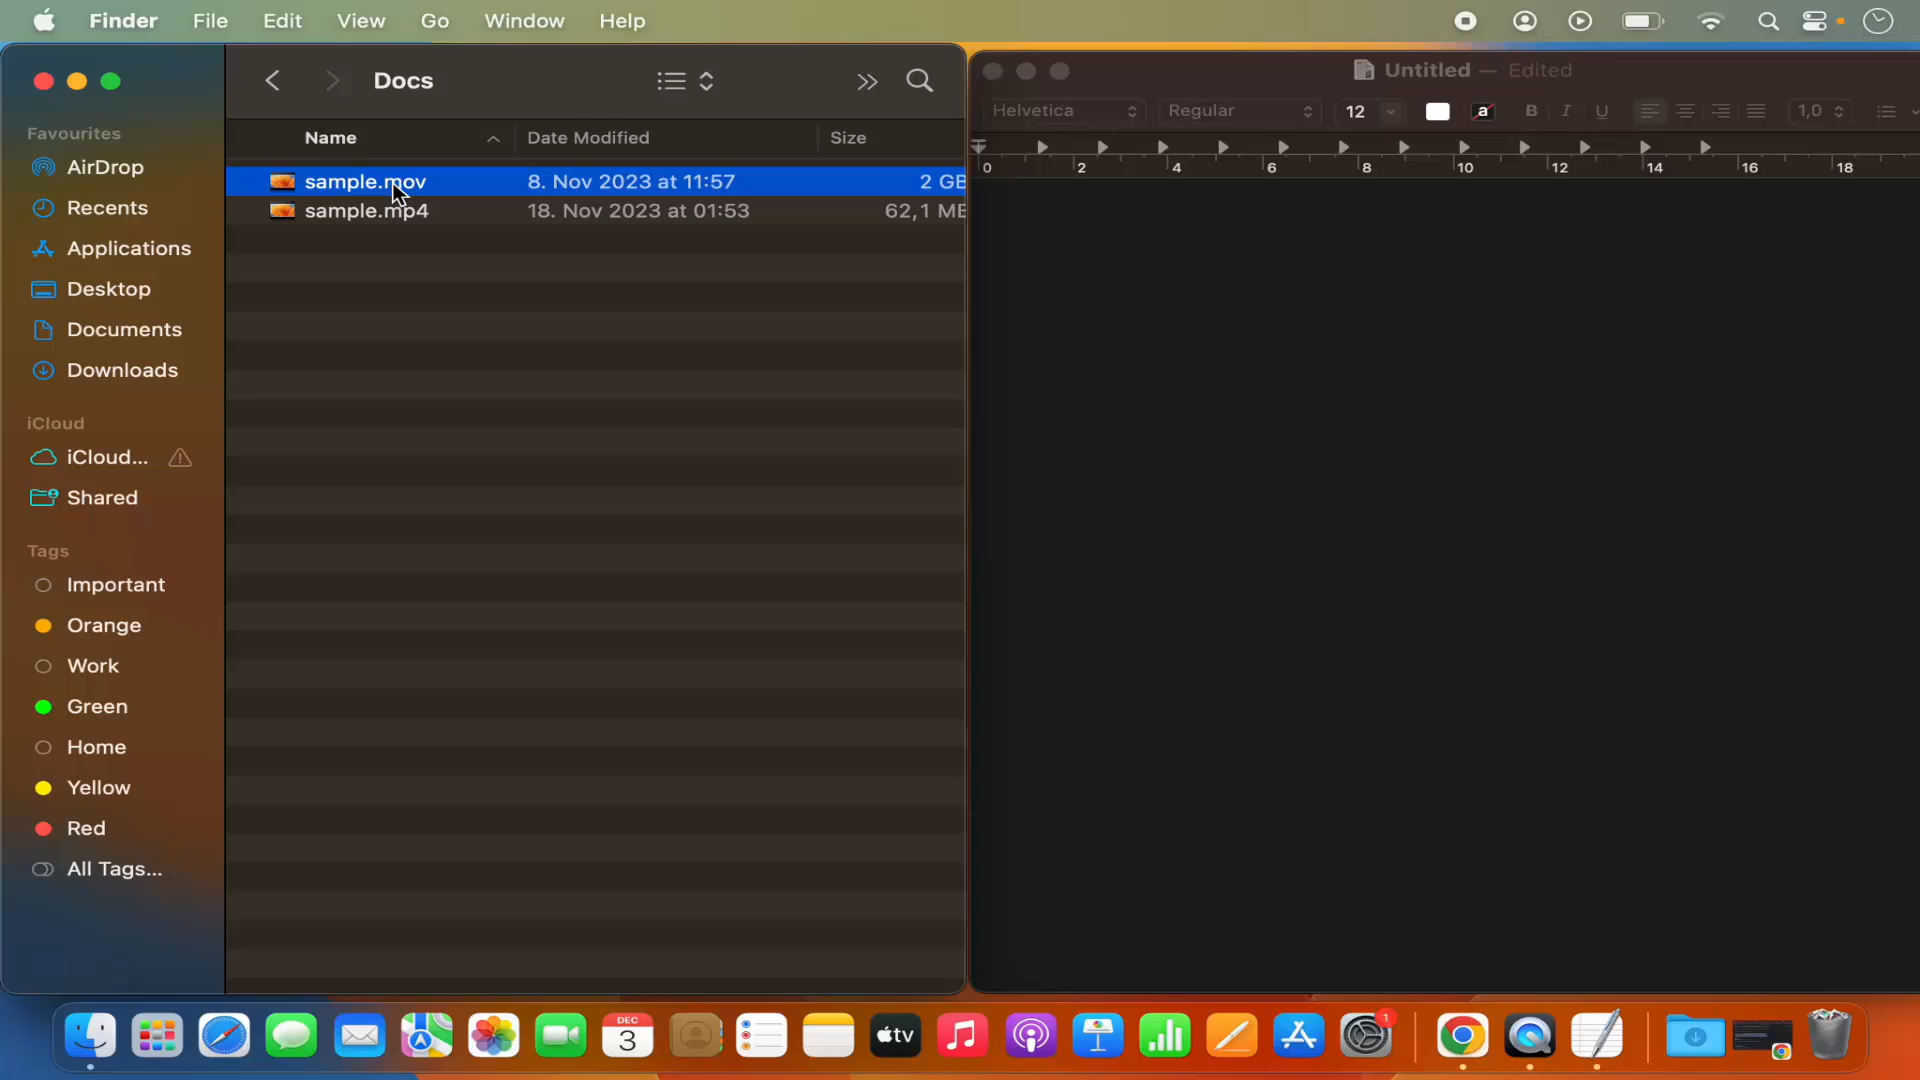 Finder File Edit View Go Window Help
Docs
Untitled — Edited
Helvetica Regular 12 a B I U 1,0
0 2 4 6 8 10 12 14 16 18
Name Date Modified Size
sample.mov 8. Nov 2023 at 11:57 2 GB
sample.mp4 18. Nov 2023 at 01:53 62,1 MB
Favourites
AirDrop
Recents
Applications
Desktop
Documents
Downloads
iCloud
iCloud...
Shared
Tags
Important
Orange
Work
Green
Home
Yellow
Red
All Tags...
DEC
3
tv
1